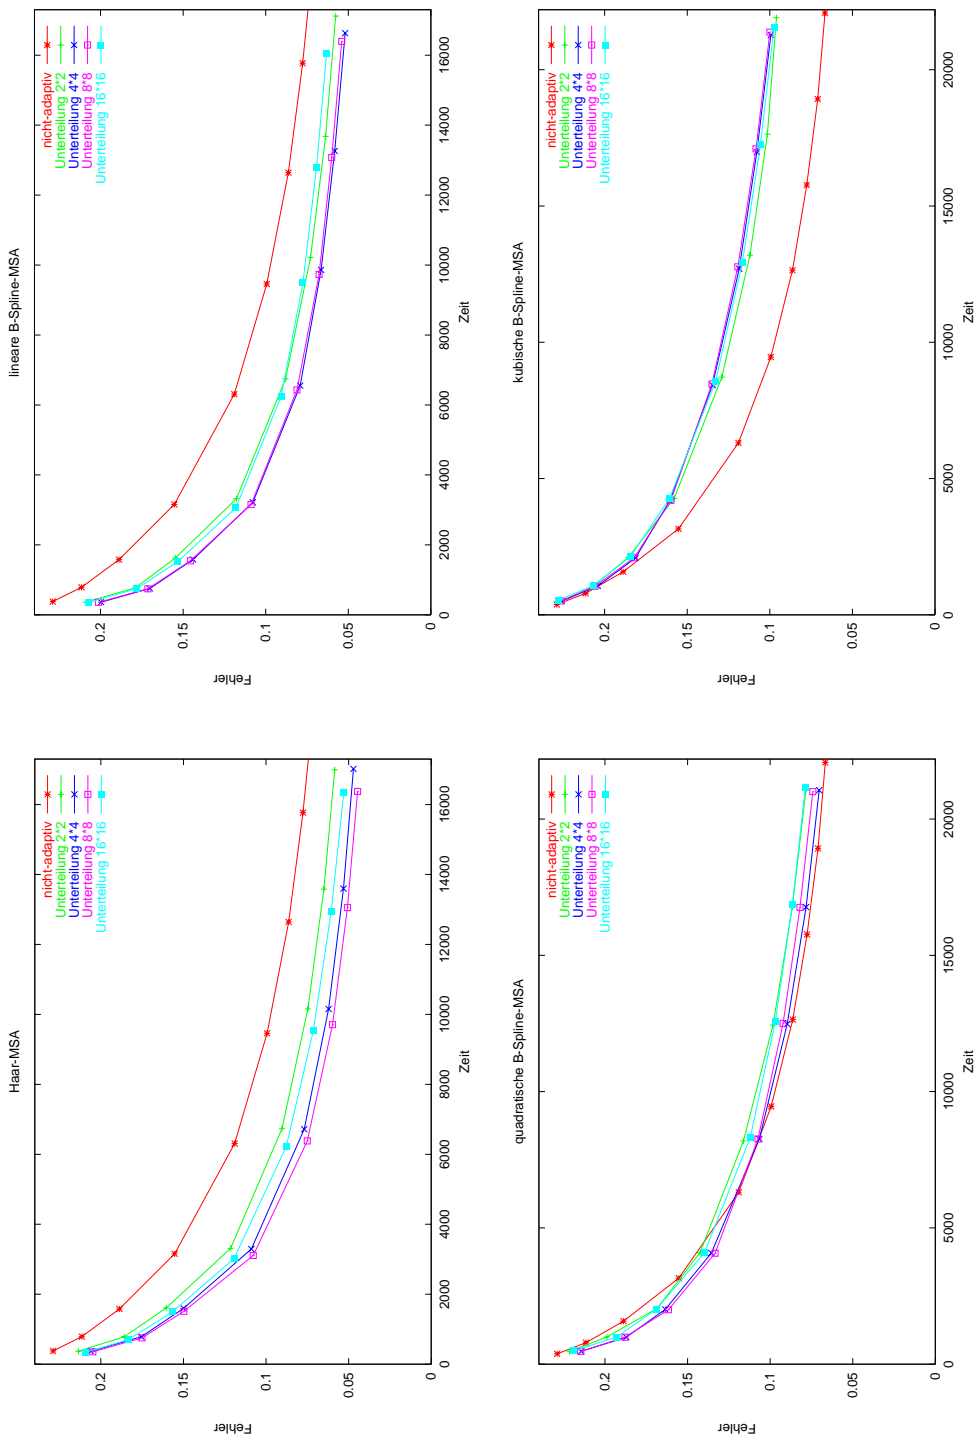 Haar-MSA
nicht-adaptiv
Unterteilung 2*2
Unterteilung 4*4
Unterteilung 8*8
Unterteilung 16*16
Fehler
0.2
0.15
0.1
0.05
0
0 2000 4000 6000 8000 10000 12000 14000 16000
Zeit
lineare B-Spline-MSA
nicht-adaptiv
Unterteilung 2*2
Unterteilung 4*4
Unterteilung 8*8
Unterteilung 16*16
Fehler
0.2
0.15
0.1
0.05
0
0 2000 4000 6000 8000 10000 12000 14000 16000
Zeit
quadratische B-Spline-MSA
nicht-adaptiv
Unterteilung 2*2
Unterteilung 4*4
Unterteilung 8*8
Unterteilung 16*16
Fehler
0.2
0.15
0.1
0.05
0
0 5000 10000 15000 20000
Zeit
kubische B-Spline-MSA
nicht-adaptiv
Unterteilung 2*2
Unterteilung 4*4
Unterteilung 8*8
Unterteilung 16*16
Fehler
0.2
0.15
0.1
0.05
0
0 5000 10000 15000 20000
Zeit